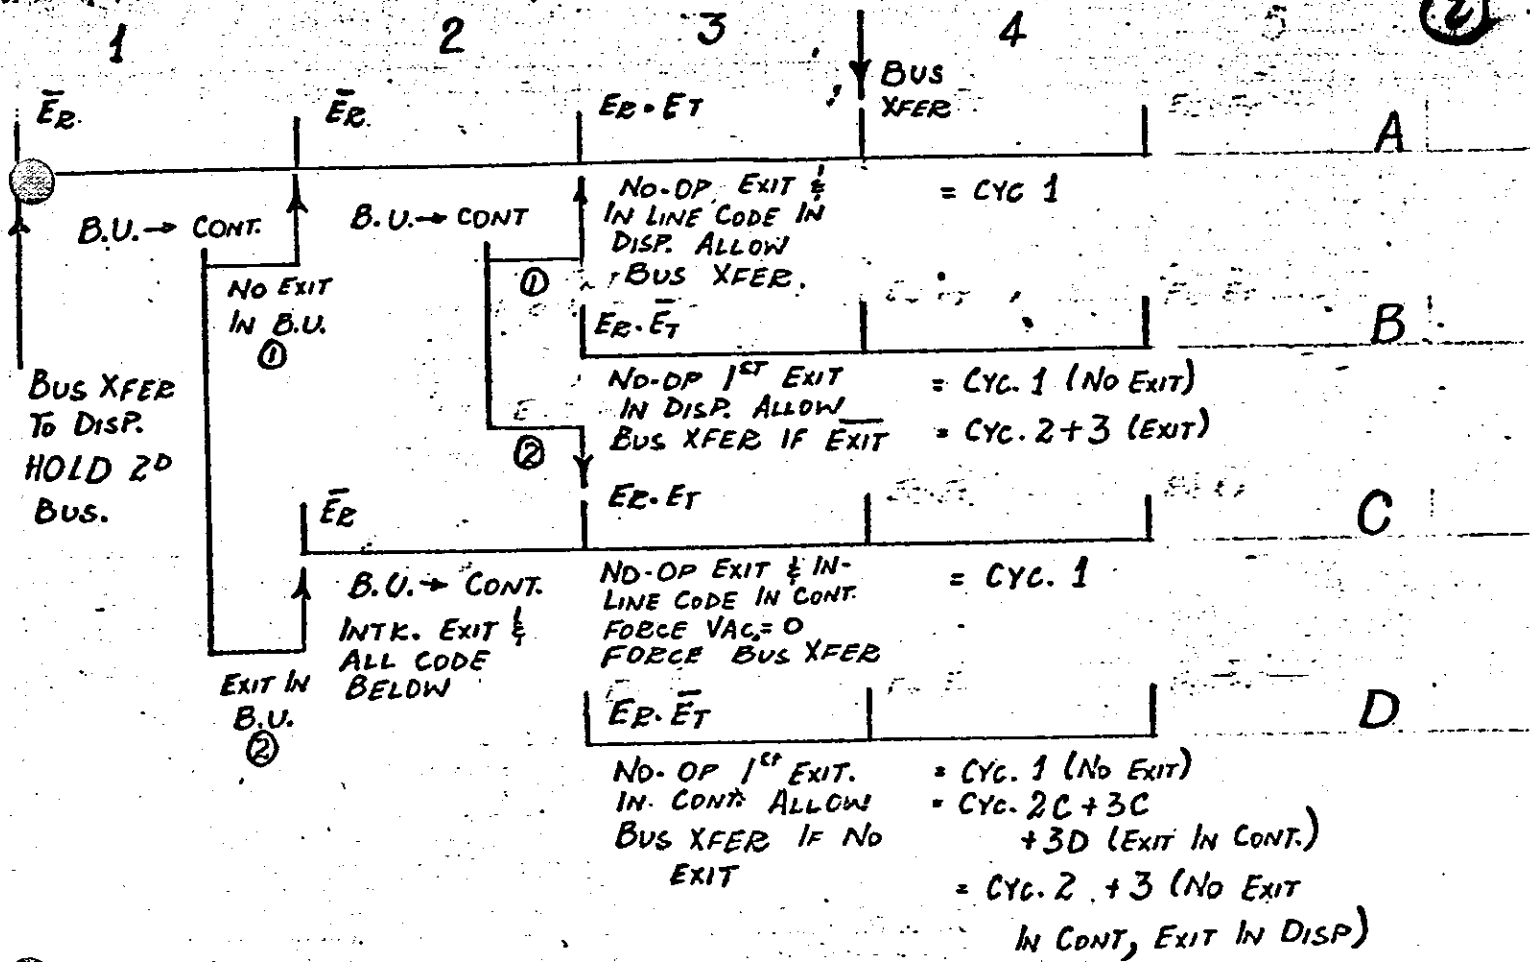 1 2 3 4 5 2
BUS
XFER
E̅R E̅R ER·ET A
B.U.→ CONT. B.U.→ CONT
NO-OP EXIT &
IN LINE CODE IN
DISP. ALLOW
BUS XFER.
= CYC 1
NO EXIT
IN B.U.
①
①
ER·E̅T B
BUS XFER
TO DISP.
HOLD 2D
BUS.
NO-OP 1ST EXIT
IN DISP. ALLOW
BUS XFER IF E̅X̅I̅T̅
= CYC. 1 (NO EXIT)
= CYC. 2+3 (EXIT)
②
E̅R ER·ET C
B.U.→ CONT.
INTK. EXIT &
ALL CODE
BELOW
NO-OP EXIT & IN-
LINE CODE IN CONT.
FORCE VAC.= 0
FORCE BUS XFER
= CYC. 1
EXIT IN
B.U.
②
ER·E̅T D
NO-OP 1ST EXIT.
IN CONT. ALLOW
BUS XFER IF NO
EXIT
= CYC. 1 (NO EXIT)
= CYC. 2C + 3C
+3D (EXIT IN CONT.)
= CYC. 2 + 3 (NO EXIT
IN CONT, EXIT IN DISP)